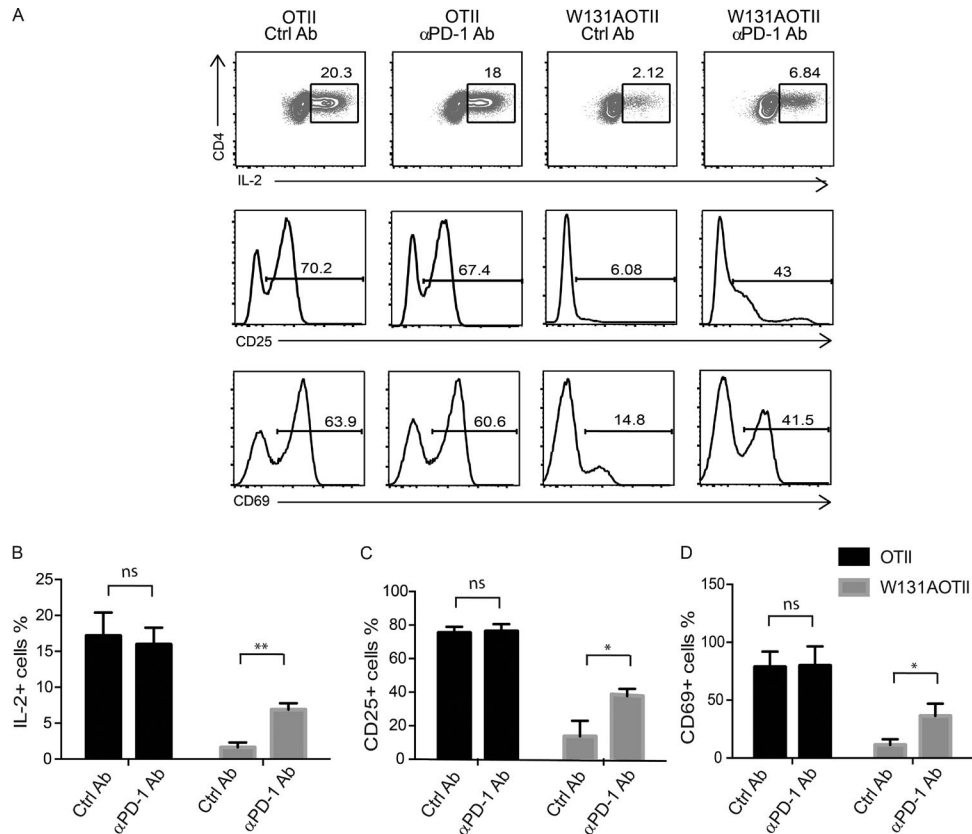 A
OTII
Ctrl Ab
OTII
αPD-1 Ab
W131AOTII
Ctrl Ab
W131AOTII
αPD-1 Ab
20.3
18
2.12
6.84
CD4
IL-2
70.2
67.4
6.08
43
CD25
63.9
60.6
14.8
41.5
CD69
B
IL-2+ cells %
25
20
15
10
5
0
ns
**
Ctrl Ab
αPD-1 Ab
Ctrl Ab
αPD-1 Ab
C
CD25+ cells %
100
80
60
40
20
0
ns
*
Ctrl Ab
αPD-1 Ab
Ctrl Ab
αPD-1 Ab
D
CD69+ cells %
150
100
50
0
ns
*
Ctrl Ab
αPD-1 Ab
Ctrl Ab
αPD-1 Ab
OTII
W131AOTII